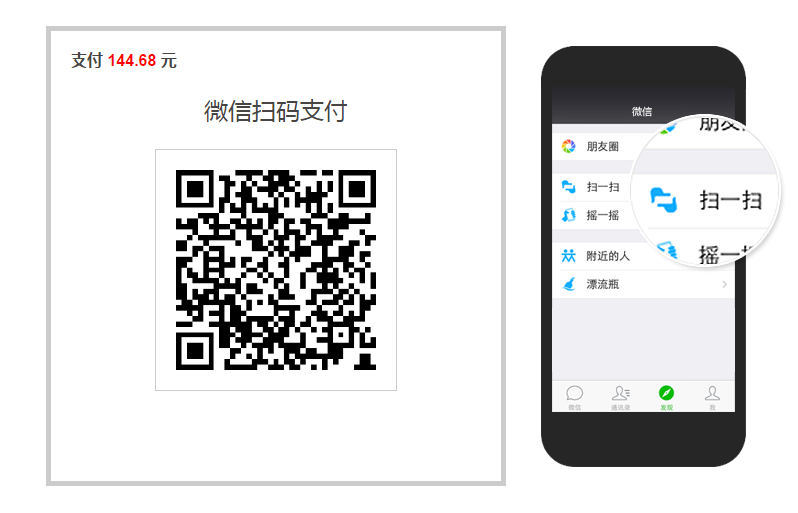 支付 144.68 元
微信扫码支付
微信
朋友圈
扫一扫
摇一摇
附近的人
漂流瓶
朋友
扫一扫
摇一扫
微信
通讯录
发现
我